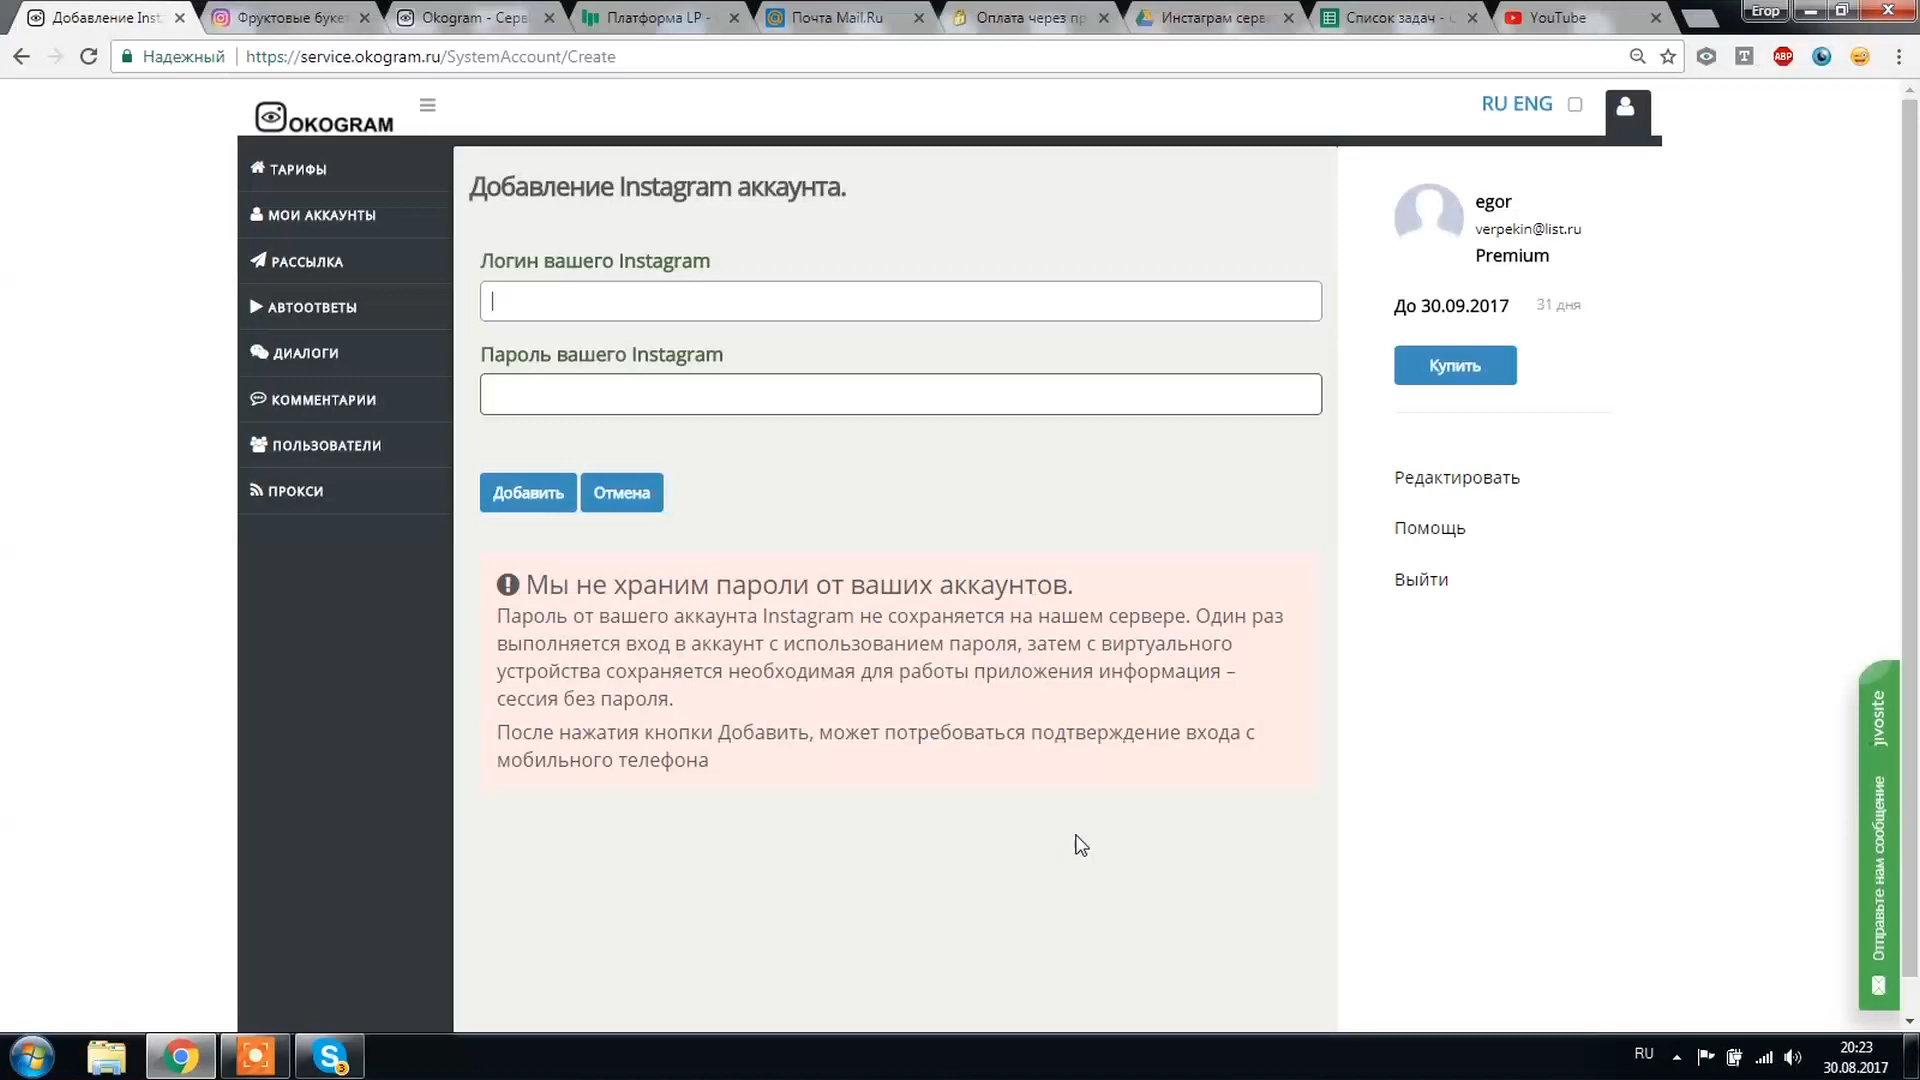 Добавление Inst
Фруктовые буке
Okogram - Серв
Платформа LP -
Почта Mail.Ru
Оплата через пр
Инстаграм серв
Список задач - G
YouTube
Егор
Надежный
https://service.okogram.ru/SystemAccount/Create
T
ABP
OKOGRAM
RU ENG
ТАРИФЫ
МОИ АККАУНТЫ
РАССЫЛКА
АВТООТВЕТЫ
ДИАЛОГИ
КОММЕНТАРИИ
ПОЛЬЗОВАТЕЛИ
ПРОКСИ
Добавление Instagram аккаунта.
Логин вашего Instagram
Пароль вашего Instagram
Добавить
Отмена
Мы не храним пароли от ваших аккаунтов.
Пароль от вашего аккаунта Instagram не сохраняется на нашем сервере. Один раз
выполняется вход в аккаунт с использованием пароля, затем с виртуального
устройства сохраняется необходимая для работы приложения информация –
сессия без пароля.
После нажатия кнопки Добавить, может потребоваться подтверждение входа с
мобильного телефона
egor
verpekin@list.ru
Premium
До 30.09.2017
31 дня
Купить
Редактировать
Помощь
Выйти
jivosite
Отправьте нам сообщение
3
RU
20:23
30.08.2017